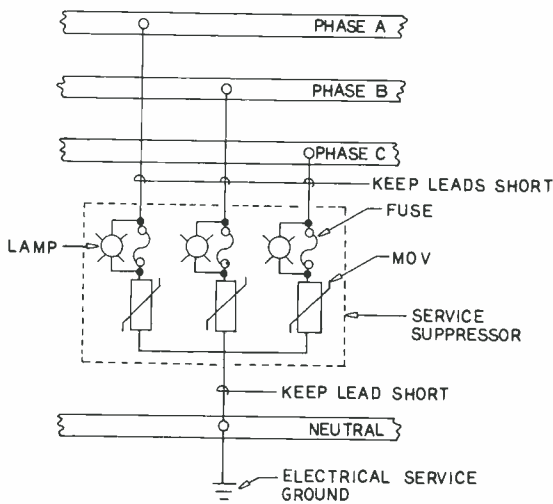 PHASE A
PHASE B
PHASE C
KEEP LEADS SHORT
FUSE
LAMP
MOV
SERVICE
SUPPRESSOR
KEEP LEAD SHORT
NEUTRAL
ELECTRICAL SERVICE
GROUND